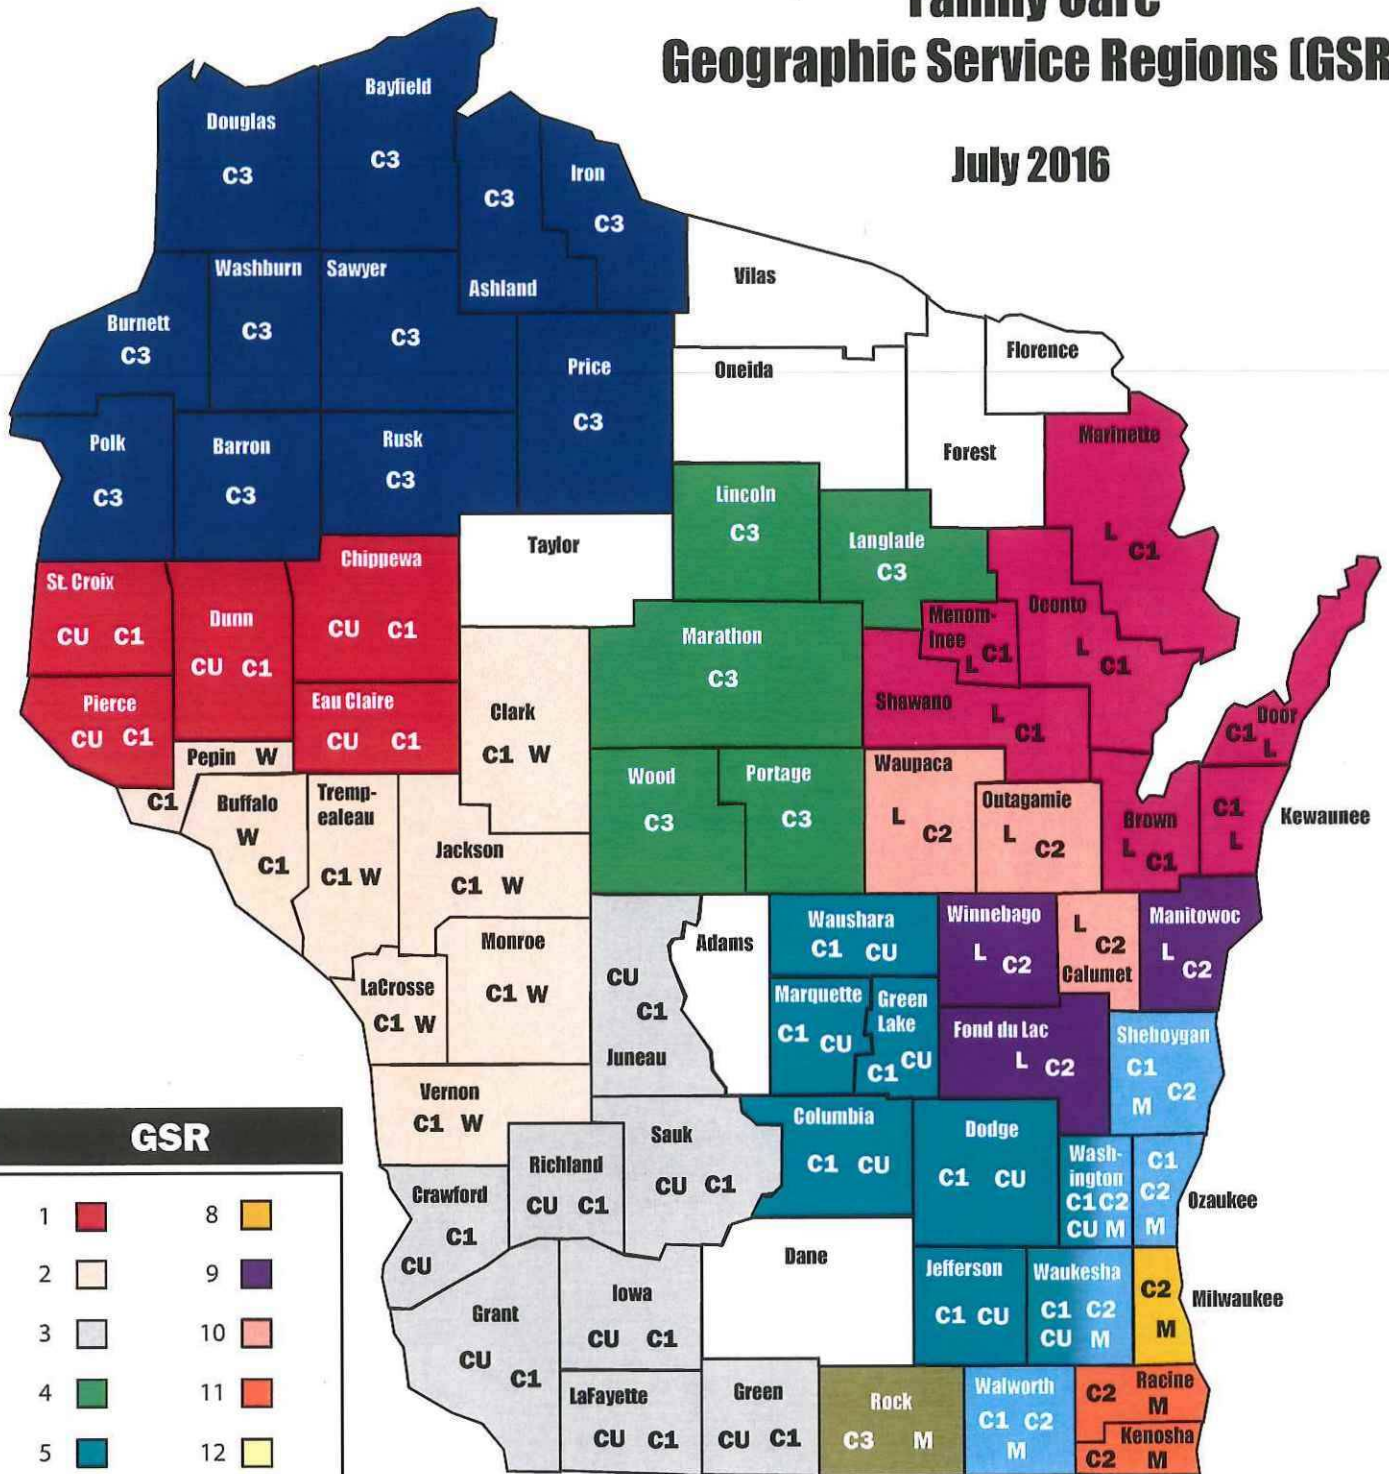 Family Care
Geographic Service Regions (GSR
July 2016
Bayfield
C3
Douglas
C3
Iron
C3
C3
Ashland
Washburn
C3
Sawyer
C3
Vilas
Burnett
C3
Florence
Price
C3
Oneida
Polk
C3
Barron
C3
Rusk
C3
Forest
Marinette
L C1
Lincoln
C3
Langlade
C3
Taylor
Chippewa
CU C1
St. Croix
CU C1
Dunn
CU C1
Menom-
inee
L C1
Oconto
L C1
Marathon
C3
Pierce
CU C1
Eau Claire
CU C1
Clark
C1 W
Shawano
L C1
Door
C1 L
Pepin W
C1
Wood
C3
Portage
C3
Waupaca
L C2
Outagamie
L C2
Brown
L C1
C1
L
Kewaunee
Buffalo
W
C1
Tremp-
ealeau
C1 W
Jackson
C1 W
Monroe
C1 W
Adams
Waushara
C1 CU
Winnebago
L C2
L
C2
Calumet
Manitowoc
L C2
LaCrosse
C1 W
CU
C1
Juneau
Marquette
C1 CU
Green
Lake
C1 CU
Fond du Lac
L C2
Sheboygan
C1
M C2
Vernon
C1 W
Columbia
C1 CU
Dodge
C1 CU
Sauk
CU C1
Richland
CU C1
Wash-
ington
C1 C2
CU M
C1
C2
M
Ozaukee
Crawford
C1
CU
Dane
Jefferson
C1 CU
Waukesha
C1 C2
CU M
C2
M
Milwaukee
Iowa
CU C1
Grant
CU
C1
LaFayette
CU C1
Green
CU C1
Rock
C3 M
Walworth
C1 C2
M
Racine
C2 M
Kenosha
C2 M
GSR
1 8
2 9
3 10
4 11
5 12